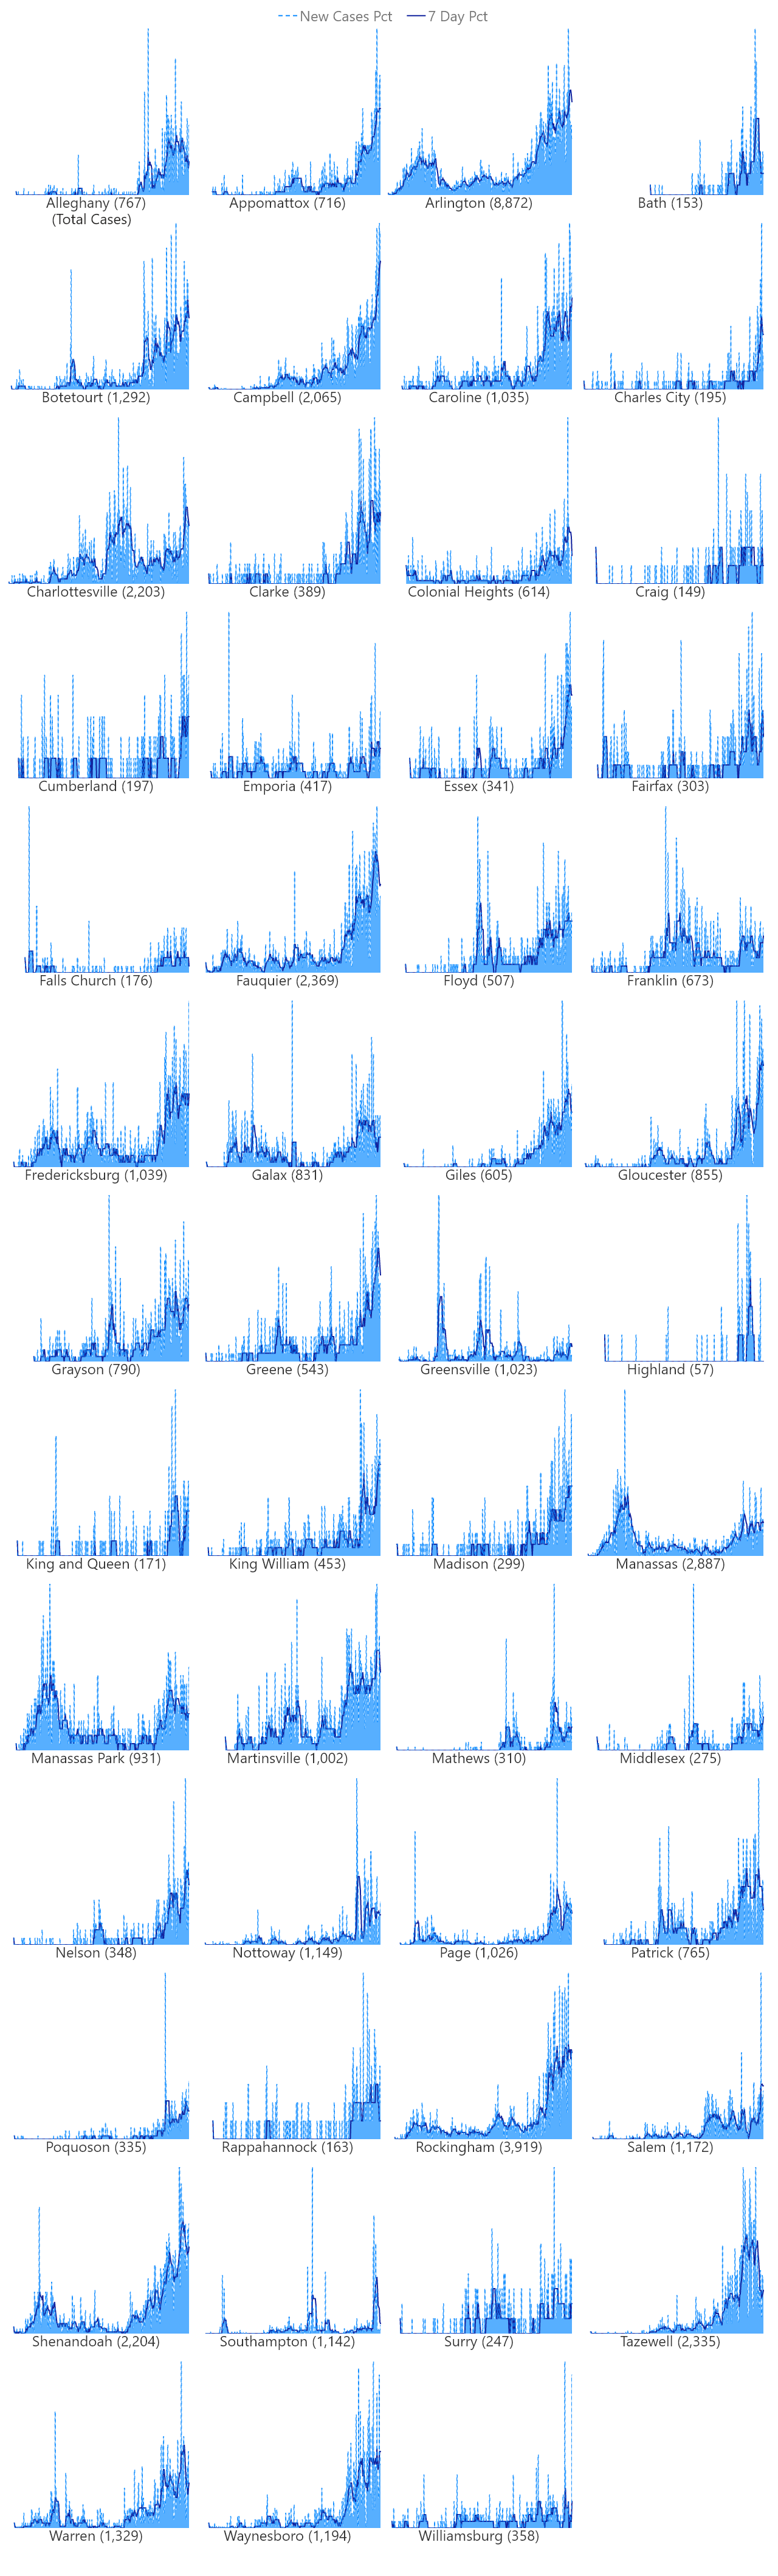 New Cases Pct 7 Day Pct
Alleghany (767) Appomattox (716) Arlington (8,872) Bath (153)
(Total Cases)
Botetourt (1,292) Campbell (2,065) Caroline (1,035) Charles City (195)
Charlottesville (2,203) Clarke (389) Colonial Heights (614) Craig (149)
Cumberland (197) Emporia (417) Essex (341) Fairfax (303)
Falls Church (176) Fauquier (2,369) Floyd (507) Franklin (673)
Fredericksburg (1,039) Galax (831) Giles (605) Gloucester (855)
Grayson (790) Greene (543) Greensville (1,023) Highland (57)
King and Queen (171) King William (453) Madison (299) Manassas (2,887)
Manassas Park (931) Martinsville (1,002) Mathews (310) Middlesex (275)
Nelson (348) Nottoway (1,149) Page (1,026) Patrick (765)
Poquoson (335) Rappahannock (163) Rockingham (3,919) Salem (1,172)
Shenandoah (2,204) Southampton (1,142) Surry (247) Tazewell (2,335)
Warren (1,329) Waynesboro (1,194) Williamsburg (358)